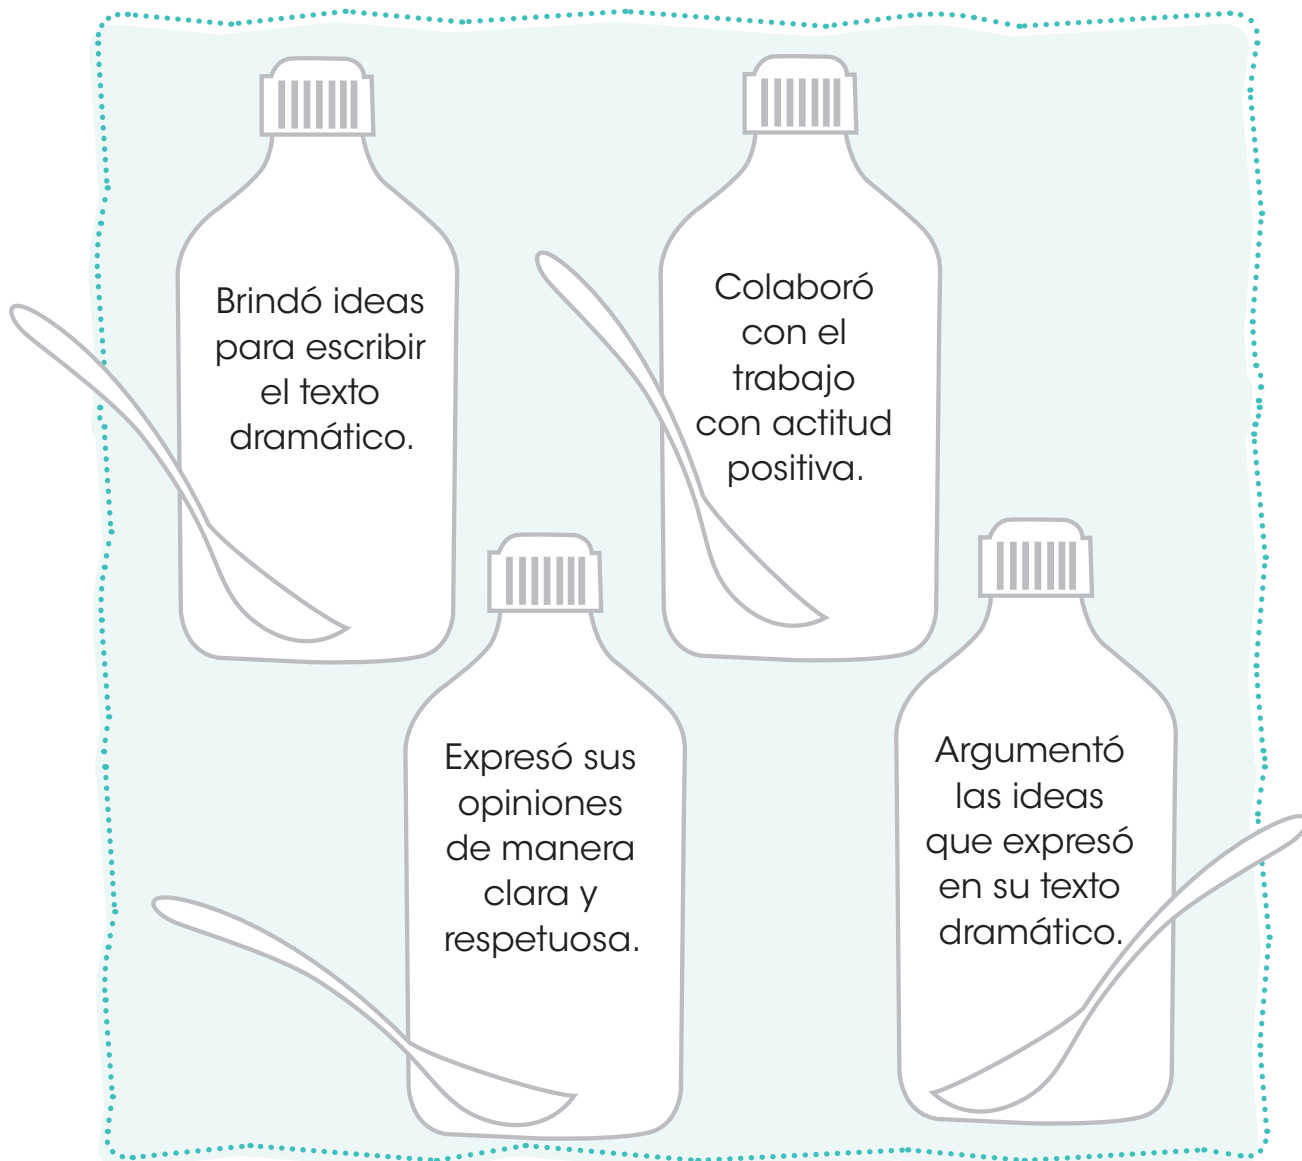 Brindó ideas
para escribir
el texto
dramático.
Colaboró
con el
trabajo
con actitud
positiva.
Expresó sus
opiniones
de manera
clara y
respetuosa.
Argumentó
las ideas
que expresó
en su texto
dramático.